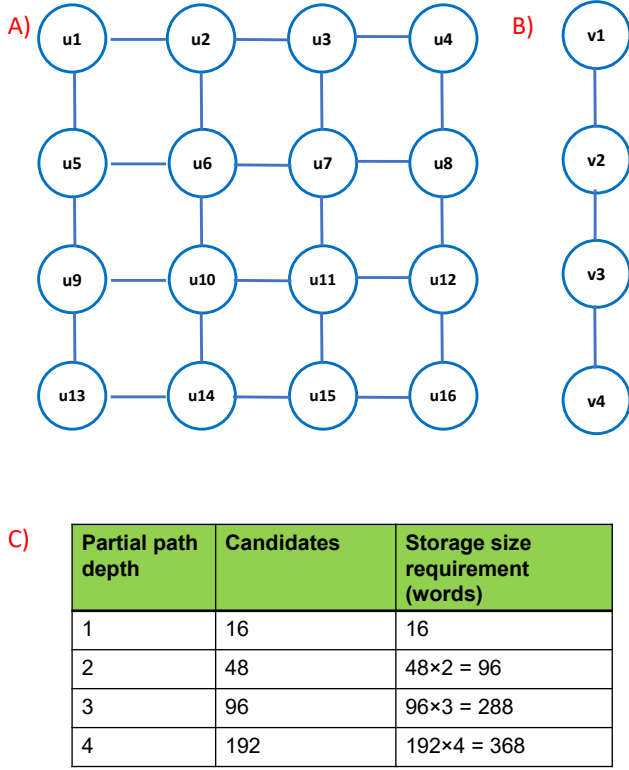 A)
u1 u2 u3 u4
B)
v1
u5 u6 u7 u8
v2
u9 u10 u11 u12
v3
u13 u14 u15 u16
v4
C)
Partial path depth Candidates Storage size requirement (words)
1 16 16
2 48 48×2 = 96
3 96 96×3 = 288
4 192 192×4 = 368